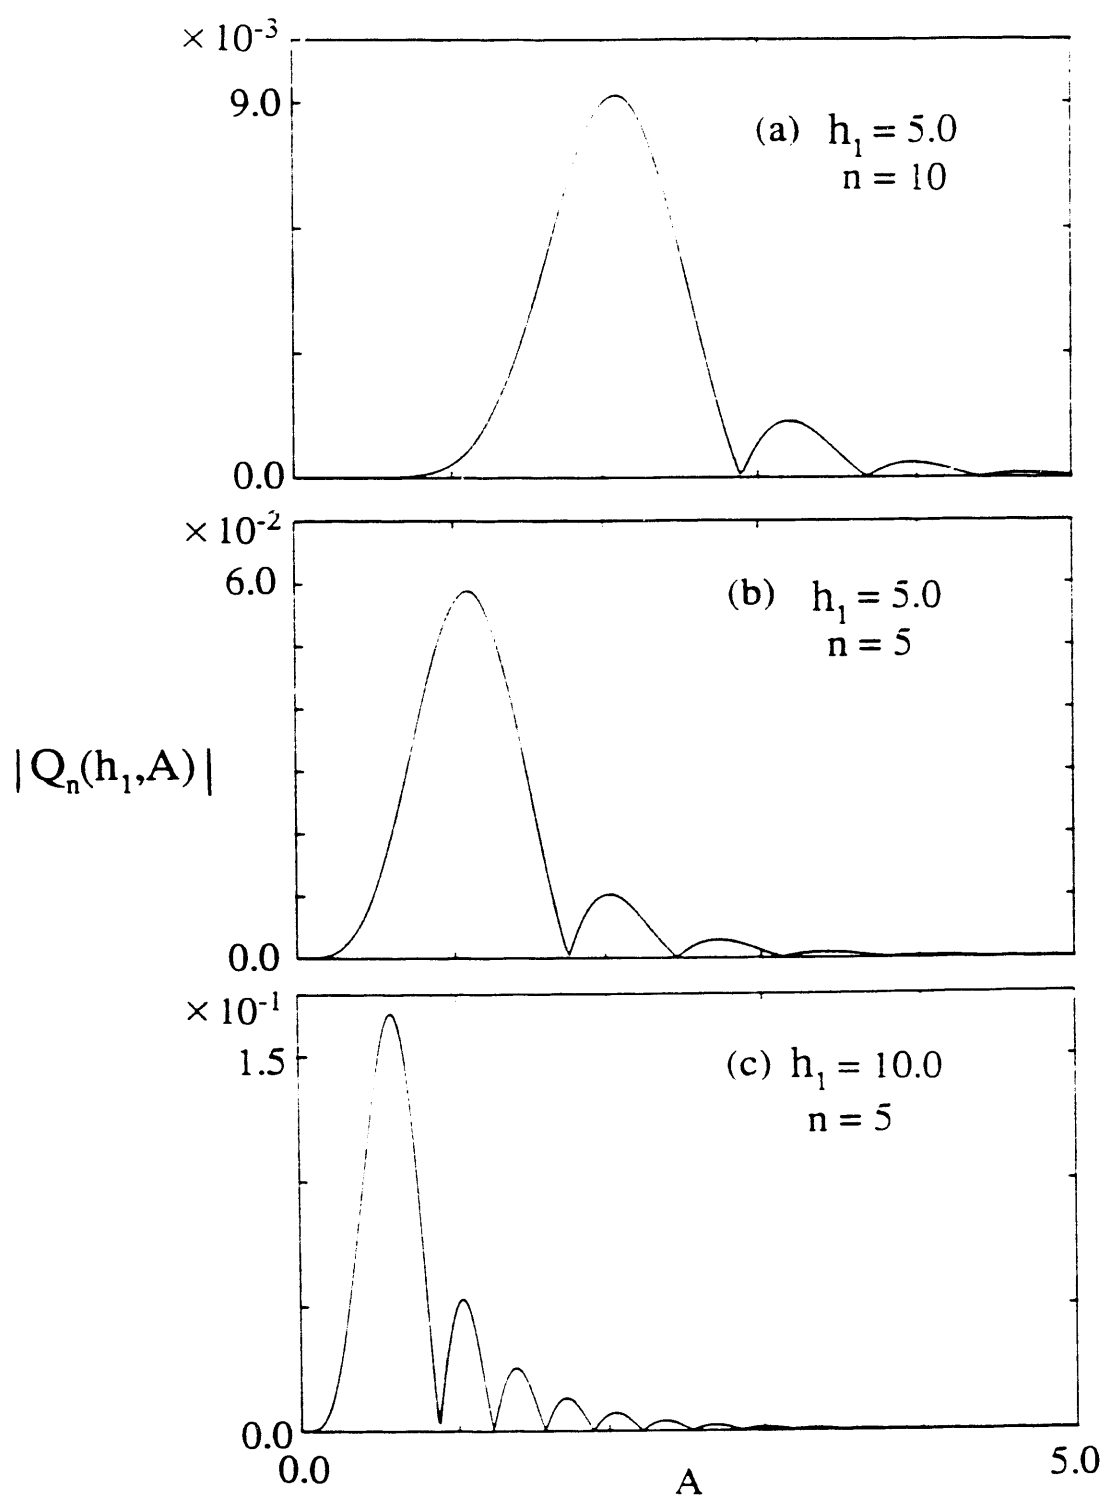 × 10⁻³
9.0
(a) h₁ = 5.0
n = 10
0.0
× 10⁻²
6.0
(b) h₁ = 5.0
n = 5
|Qₙ(h₁,A)|
0.0
× 10⁻¹
1.5
(c) h₁ = 10.0
n = 5
0.0
0.0
A
5.0